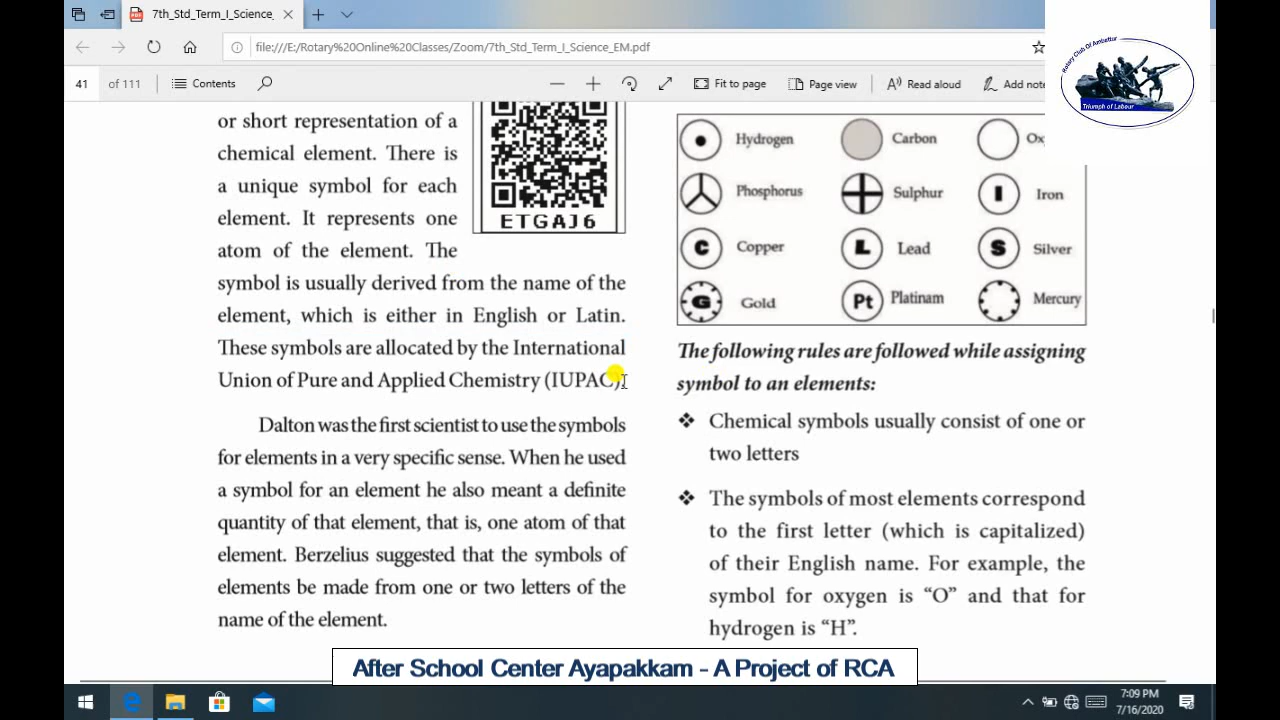 7th_Std_Term_I_Science_
file:///E:/Rotary%20Online%20Classes/Zoom/7th_Std_Term_I_Science_EM.pdf
41 of 111 Contents Fit to page Page view Read aloud Add note
Rotary Club Of Ambattur
Triumph of Labour
or short representation of a
chemical element. There is
a unique symbol for each
element. It represents one
atom of the element. The
symbol is usually derived from the name of the
element, which is either in English or Latin.
These symbols are allocated by the International
Union of Pure and Applied Chemistry (IUPAC).
ETGAJ6
Dalton was the first scientist to use the symbols
for elements in a very specific sense. When he used
a symbol for an element he also meant a definite
quantity of that element, that is, one atom of that
element. Berzelius suggested that the symbols of
elements be made from one or two letters of the
name of the element.
Hydrogen Carbon Ox
Phosphorus Sulphur I Iron
C Copper L Lead S Silver
G Gold Pt Platinam Mercury
The following rules are followed while assigning
symbol to an elements:
❖ Chemical symbols usually consist of one or
two letters
❖ The symbols of most elements correspond
to the first letter (which is capitalized)
of their English name. For example, the
symbol for oxygen is “O” and that for
hydrogen is “H”.
After School Center Ayapakkam - A Project of RCA
7:09 PM
7/16/2020